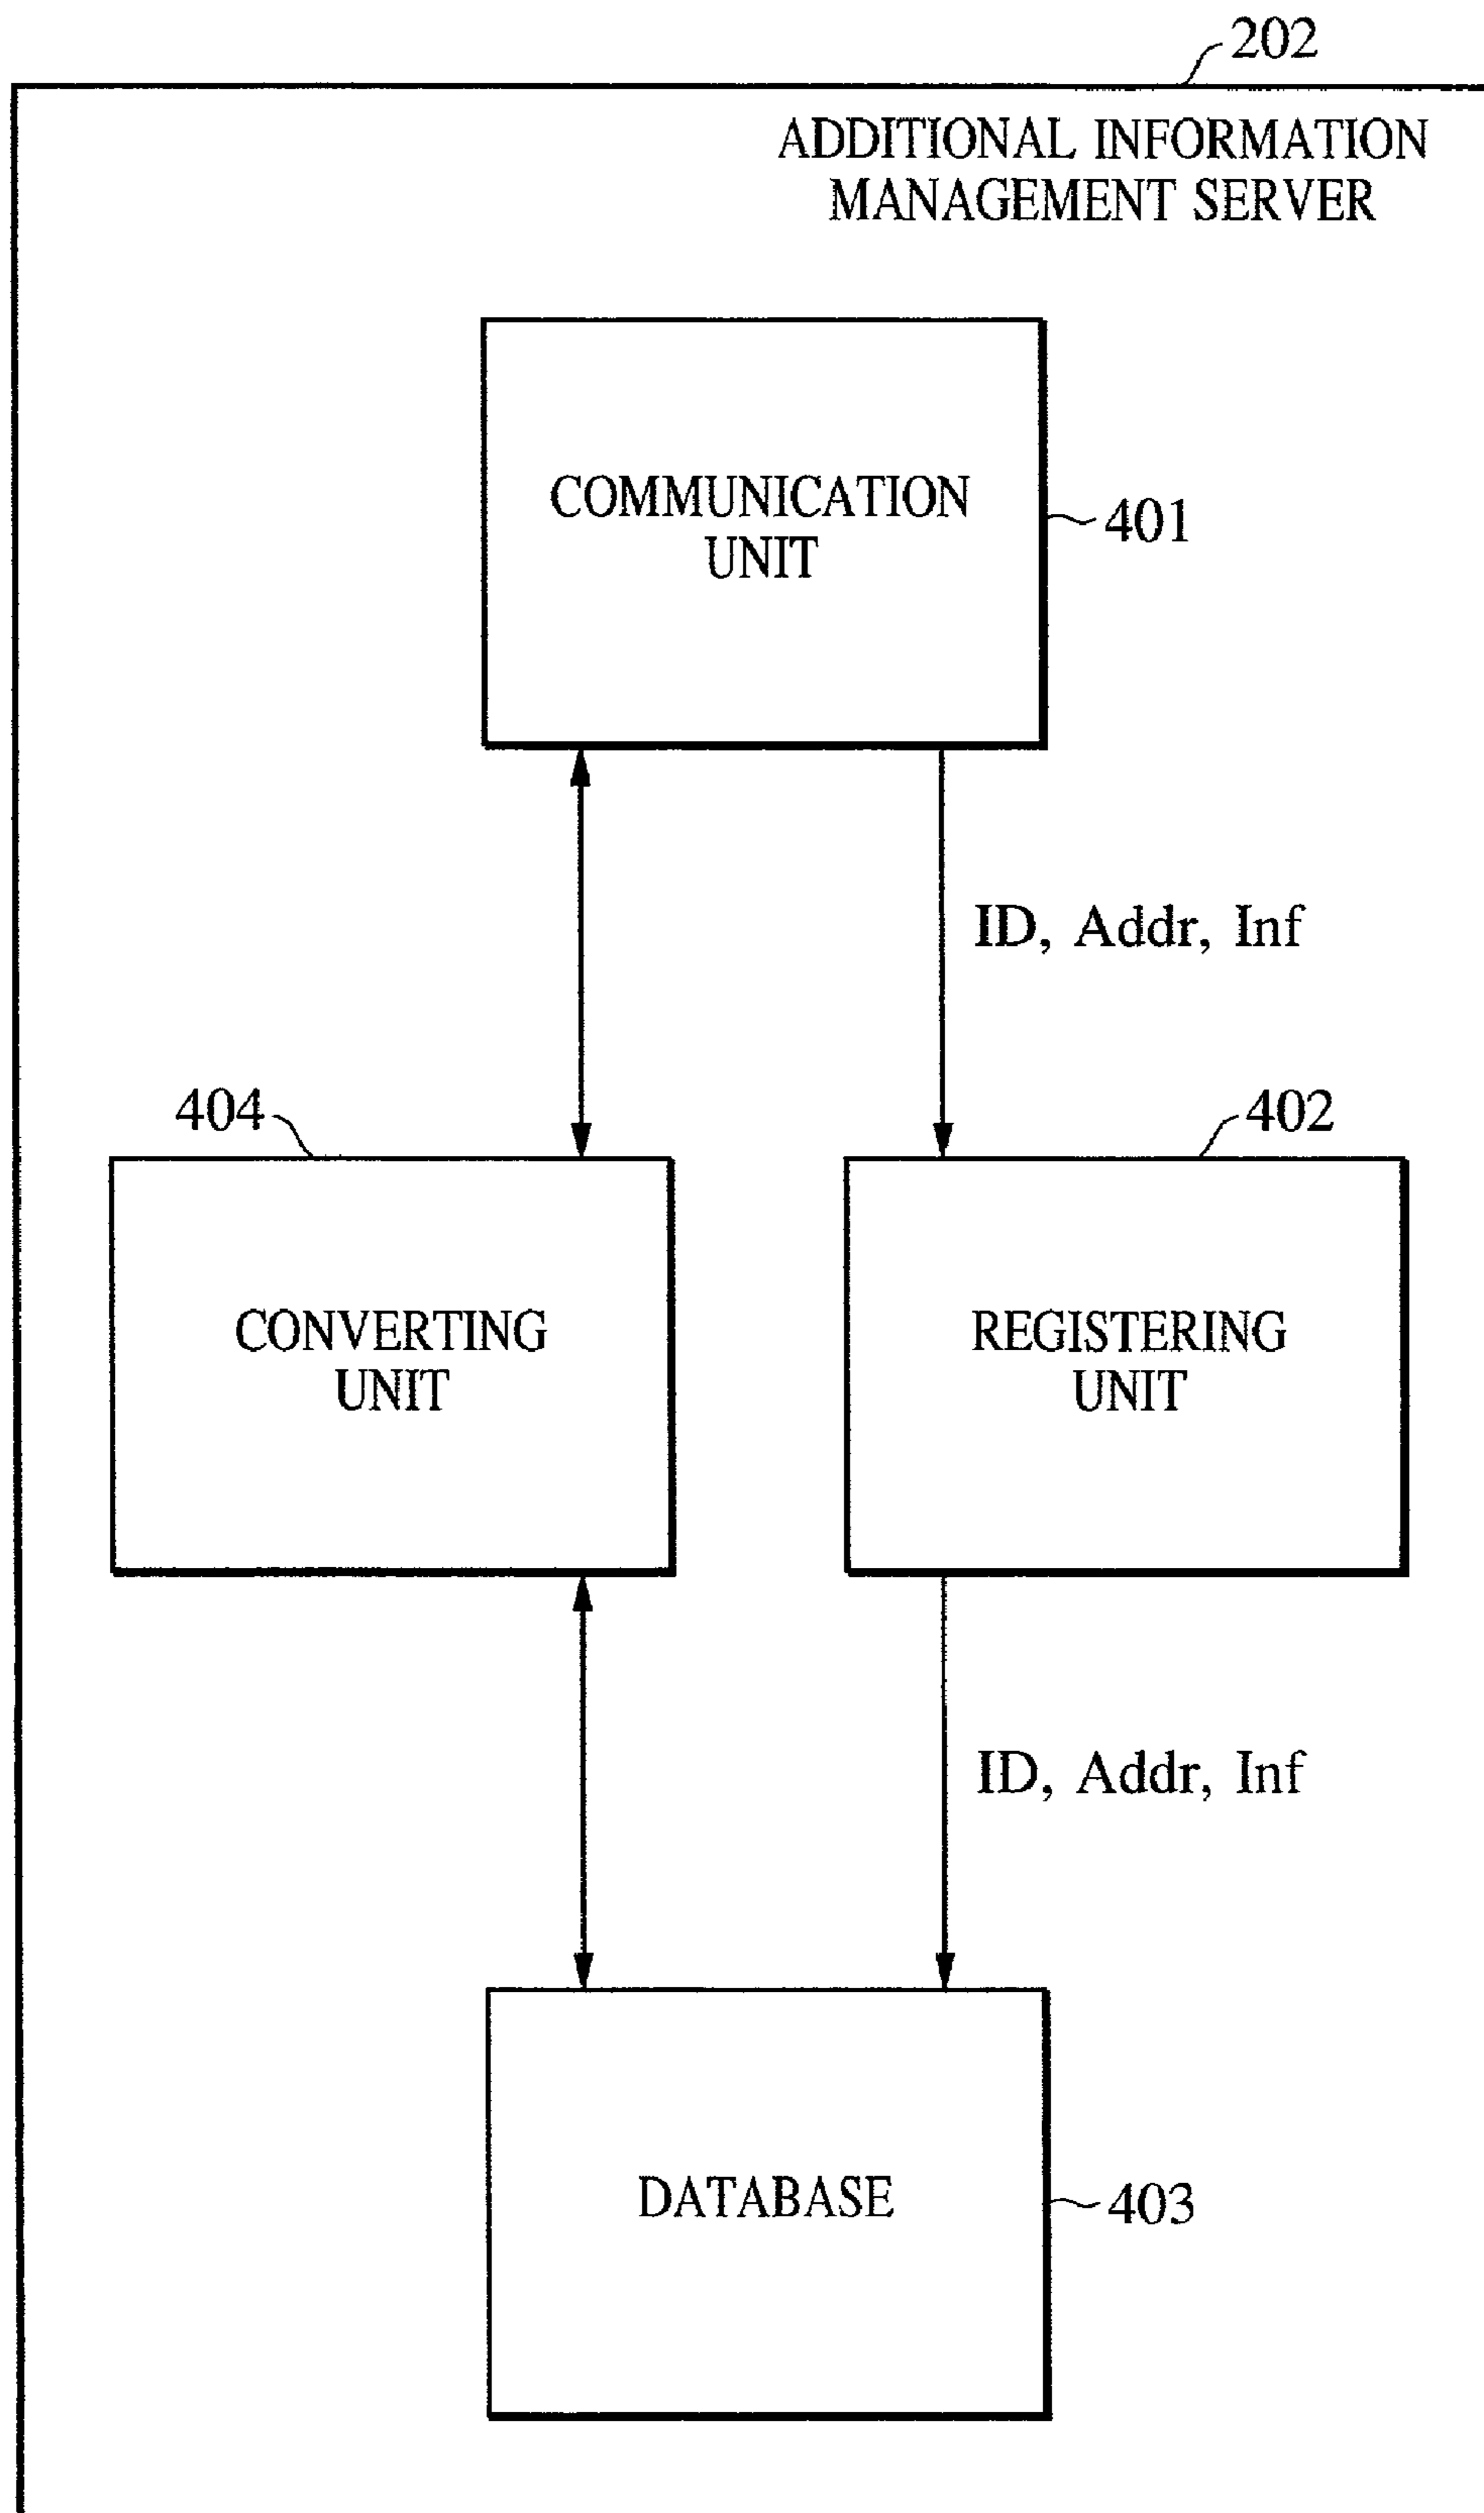 202
ADDITIONAL INFORMATION
MANAGEMENT SERVER
COMMUNICATION
UNIT
401
ID, Addr, Inf
404
402
CONVERTING
UNIT
REGISTERING
UNIT
ID, Addr, Inf
DATABASE
403